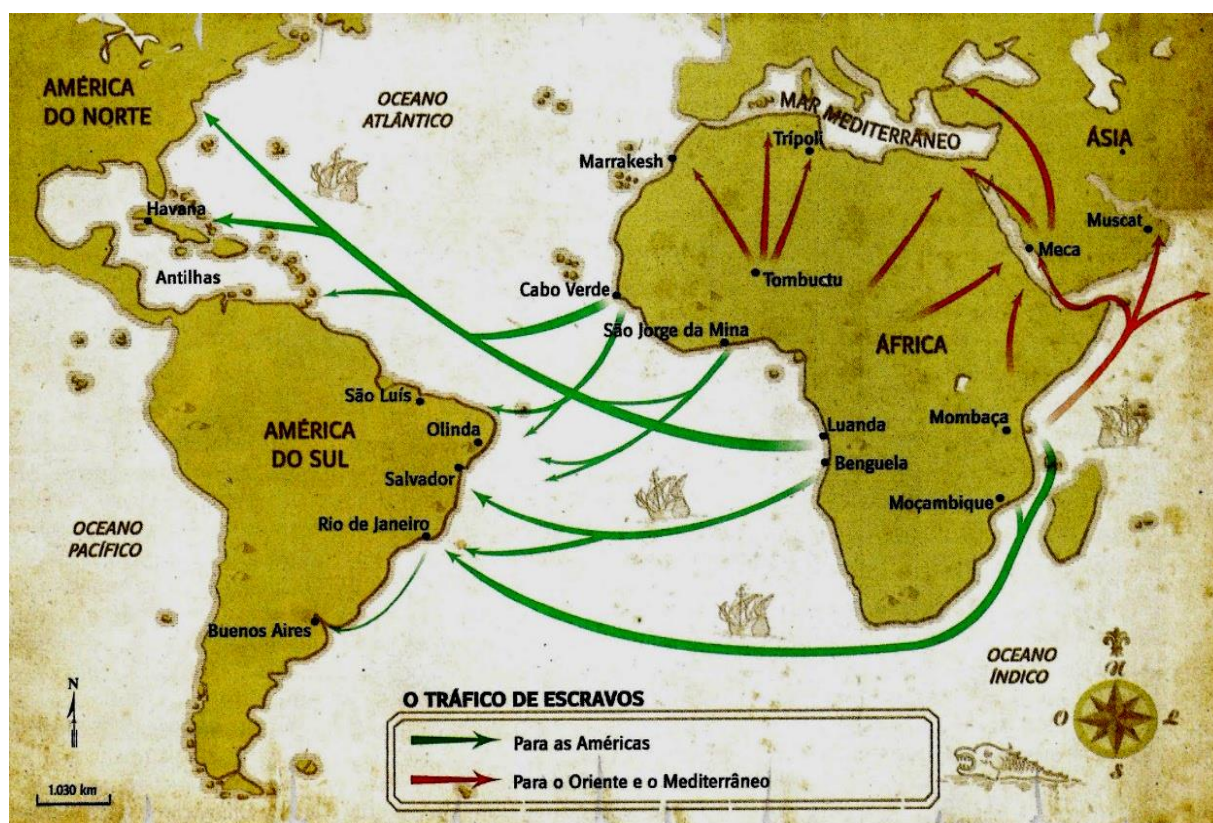 AMÉRICA
DO NORTE
OCEANO
ATLÂNTICO
MAR MEDITERRÂNEO
ÁSIA
Trípoli
Marrakesh
Havana
Muscat
Meca
Antilhas
Cabo Verde
Tombuctu
São Jorge da Mina
ÁFRICA
São Luís
Olinda
AMÉRICA
DO SUL
Luanda
Mombaça
Benguela
Salvador
Moçambique
Rio de Janeiro
OCEANO
PACÍFICO
Buenos Aires
OCEANO
ÍNDICO
N
N
O
L
S
O TRÁFICO DE ESCRAVOS
Para as Américas
Para o Oriente e o Mediterrâneo
1.030 km